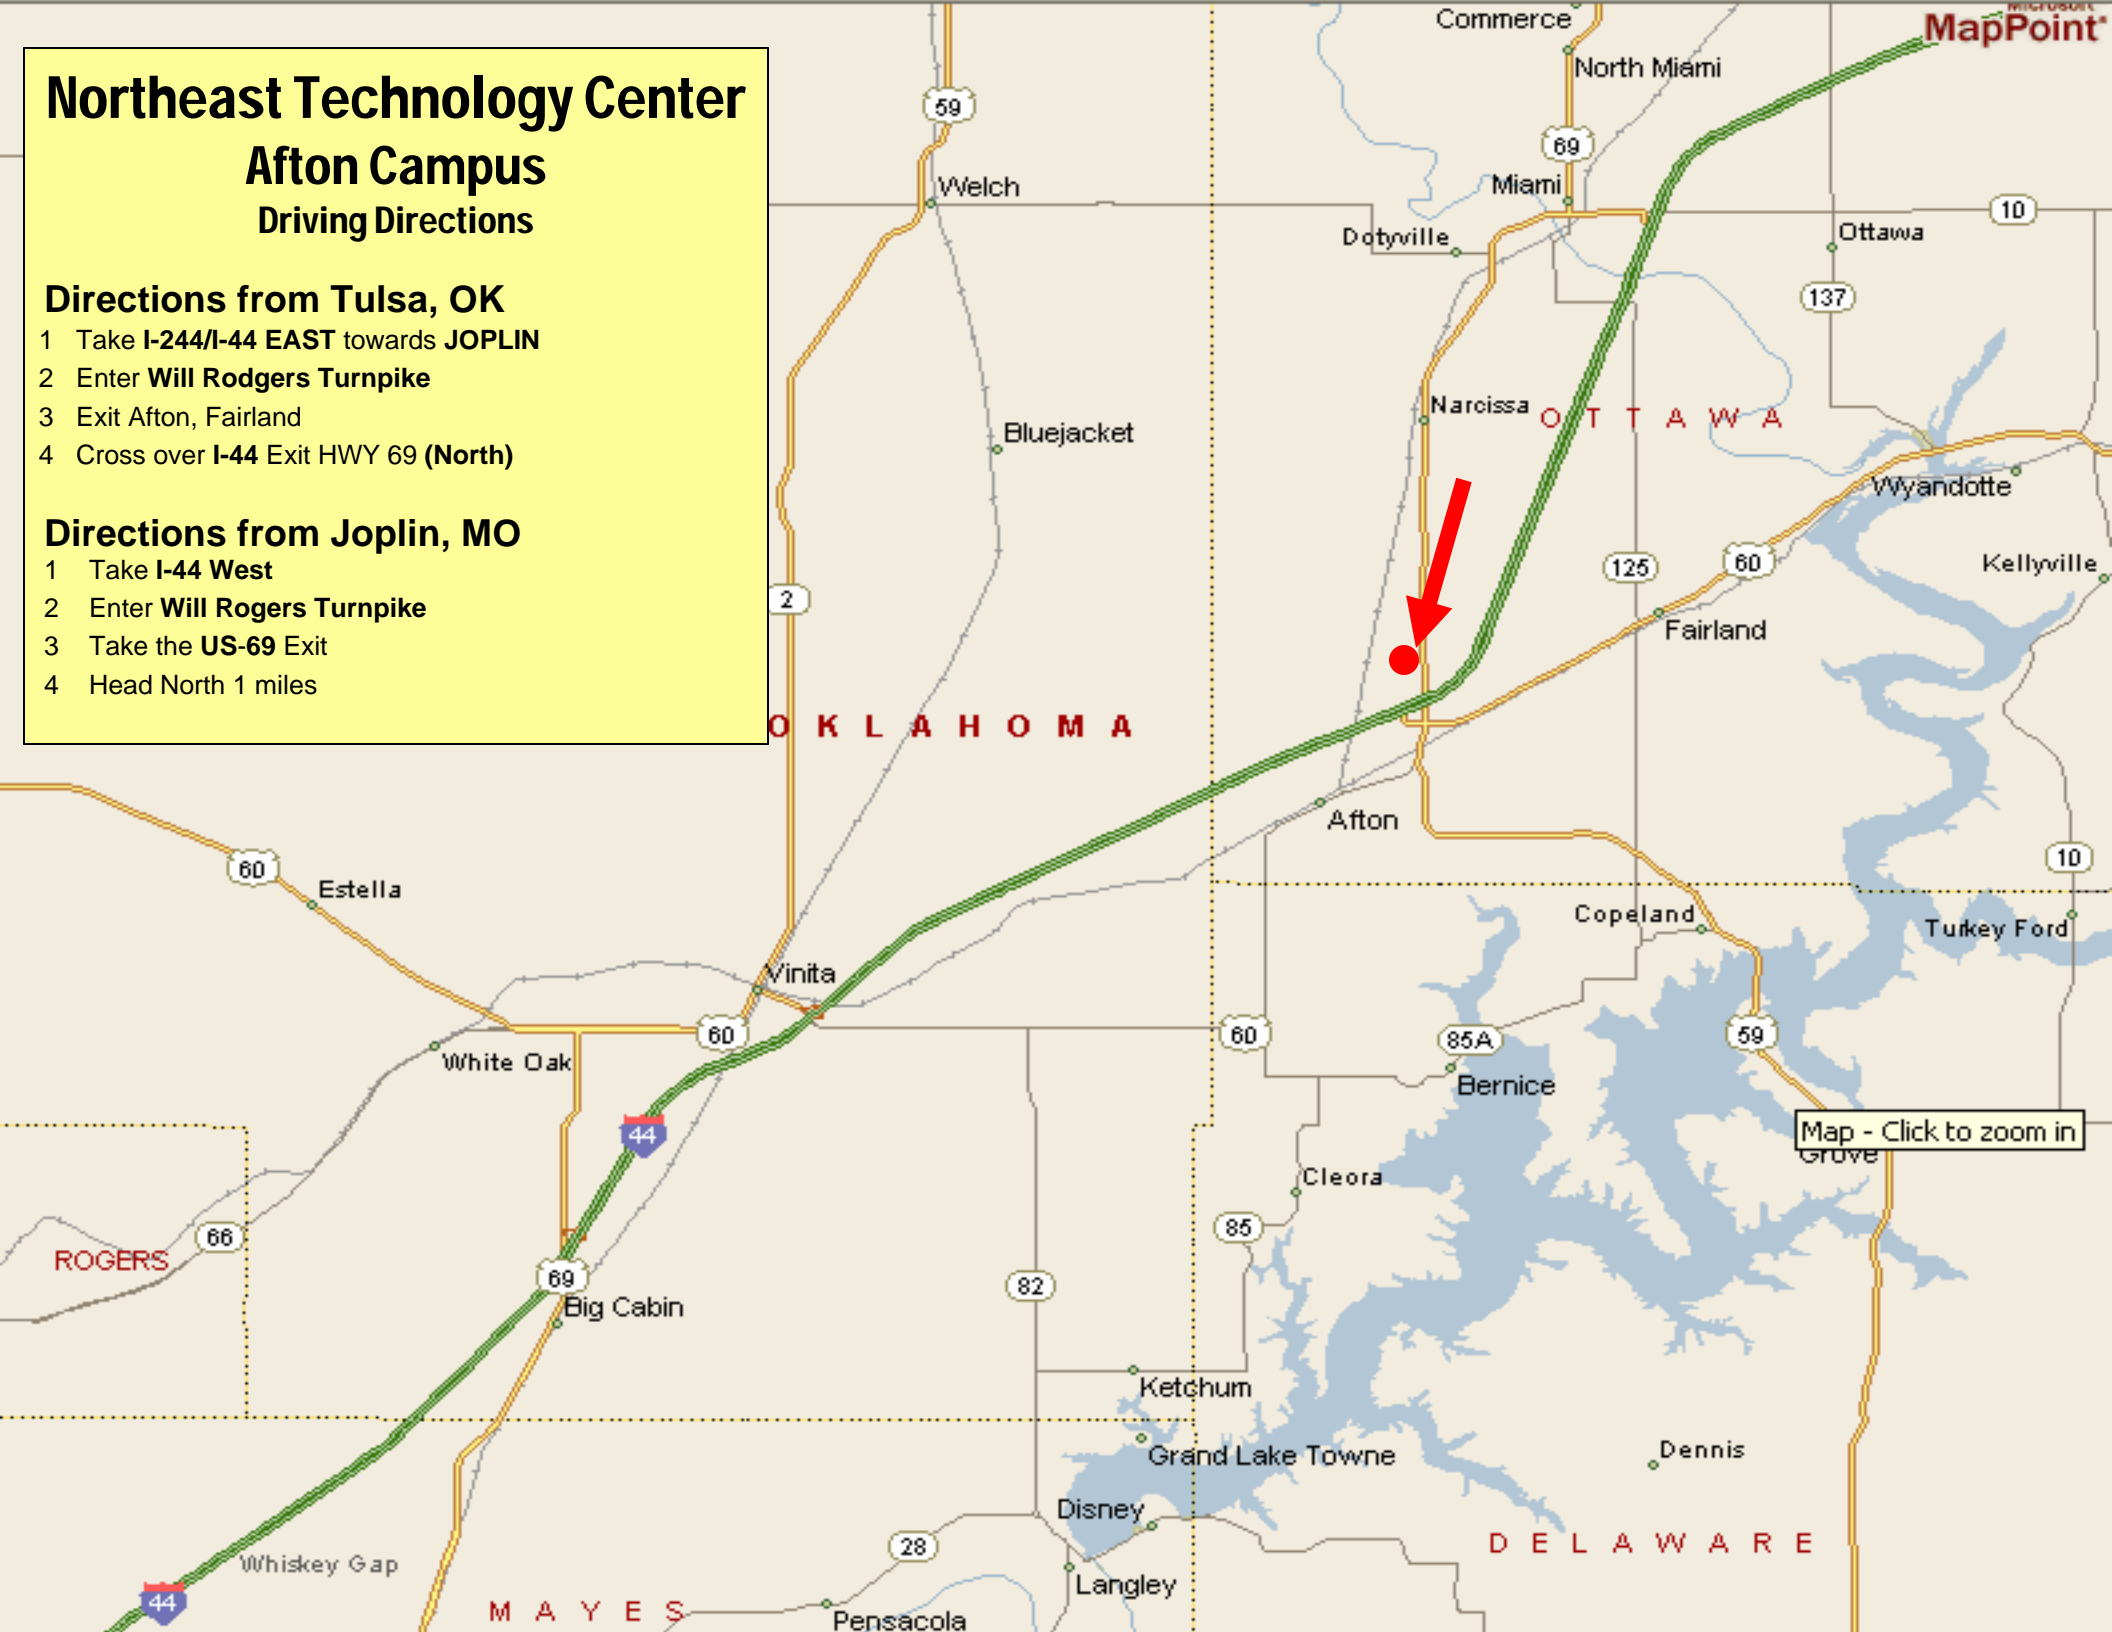 Microsoft
MapPoint
Northeast Technology Center
Afton Campus
Driving Directions
Directions from Tulsa, OK
1 Take I-244/I-44 EAST towards JOPLIN
2 Enter Will Rodgers Turnpike
3 Exit Afton, Fairland
4 Cross over I-44 Exit HWY 69 (North)
Directions from Joplin, MO
1 Take I-44 West
2 Enter Will Rogers Turnpike
3 Take the US-69 Exit
4 Head North 1 miles
Commerce
North Miami
59
69
Miami
Welch
10
Dotyville
Ottawa
137
Narcissa
OTTAWA
Bluejacket
Wyandotte
60
Kellyville
125
2
Fairland
OKLAHOMA
Afton
10
60
Estella
Copeland
Turkey Ford
Vinita
60
60
85A
59
White Oak
Bernice
44
Map - Click to zoom in
Grove
Cleora
85
66
ROGERS
69
82
Big Cabin
Ketchum
Grand Lake Towne
Dennis
Disney
28
DELAWARE
Whiskey Gap
44
Langley
MAYES
Pensacola